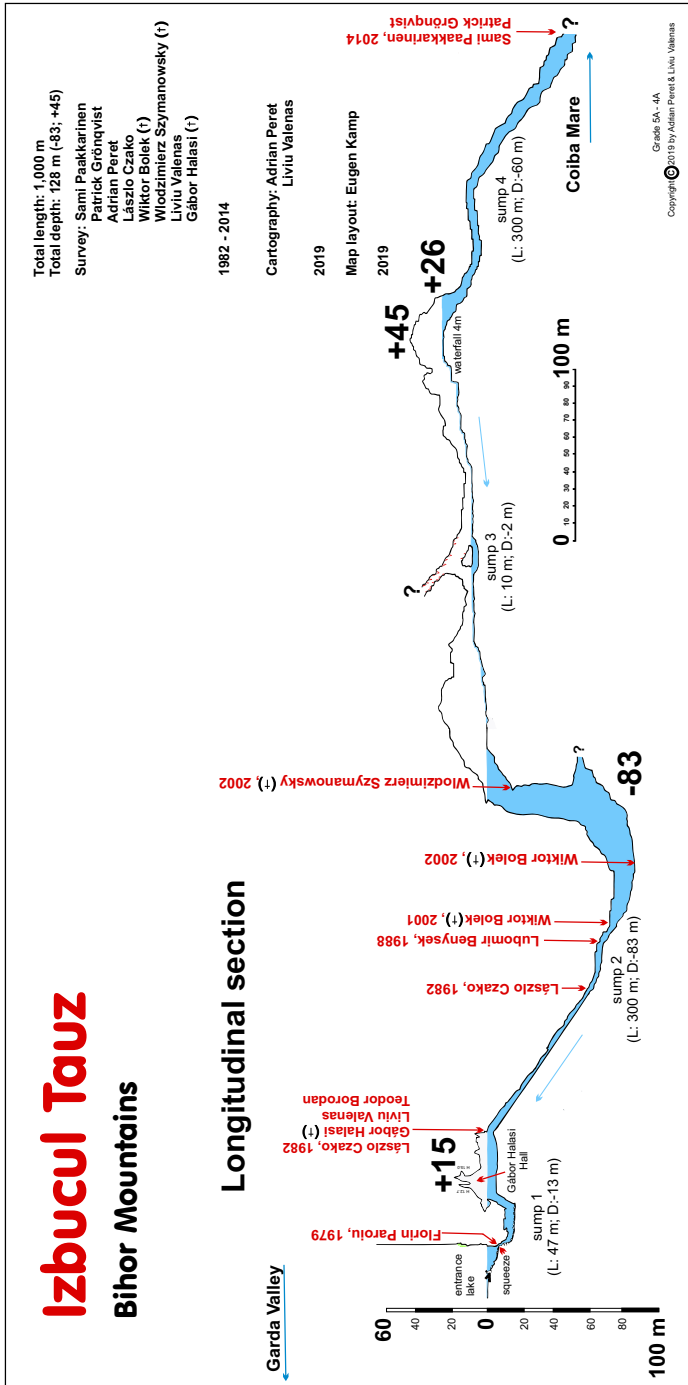 Izbucul Tauz
Bihor Mountains
Longitudinal section
Total length: 1,000 m
Total depth: 128 m (-83; +45)
Survey: Sami Paakkarinen
Patrick Grönqvist
Adrian Peret
László Czako
Wiktor Bolek (†)
Wlodzimierz Szymanowsky (†)
Liviu Valenas
Gábor Halasi (†)
1982 - 2014
Cartography: Adrian Peret
Liviu Valenas
2019
Map layout: Eugen Kamp
2019
Garda Valley
60
40
20
0
20
40
60
80
100 m
entrance
lake
squeeze
Florin Paroiu, 1979
sump 1
(L: 47 m; D:-13 m)
+15
Gábor Halasi
Hall
László Czako, 1982
Gábor Halasi (†)
Liviu Valenas
Teodor Borodan
László Czako, 1982
Lubomir Benysek, 1988
Wiktor Bolek (†), 2001
sump 2
(L: 300 m; D:-83 m)
Wiktor Bolek (†), 2002
-83
?
Wlodzimierz Szymanowsky (†), 2002
?
sump 3
(L: 10 m; D:-2 m)
0 10 20 30 40 50 60 70 80 90 100 m
waterfall 4m
+45
+26
sump 4
(L: 300 m; D:-60 m)
Coiba Mare
Sami Paakkarinen, 2014
Patrick Grönqvist
?
Grade 5A - 4A
Copyright © 2019 by Adrian Peret & Liviu Valenas